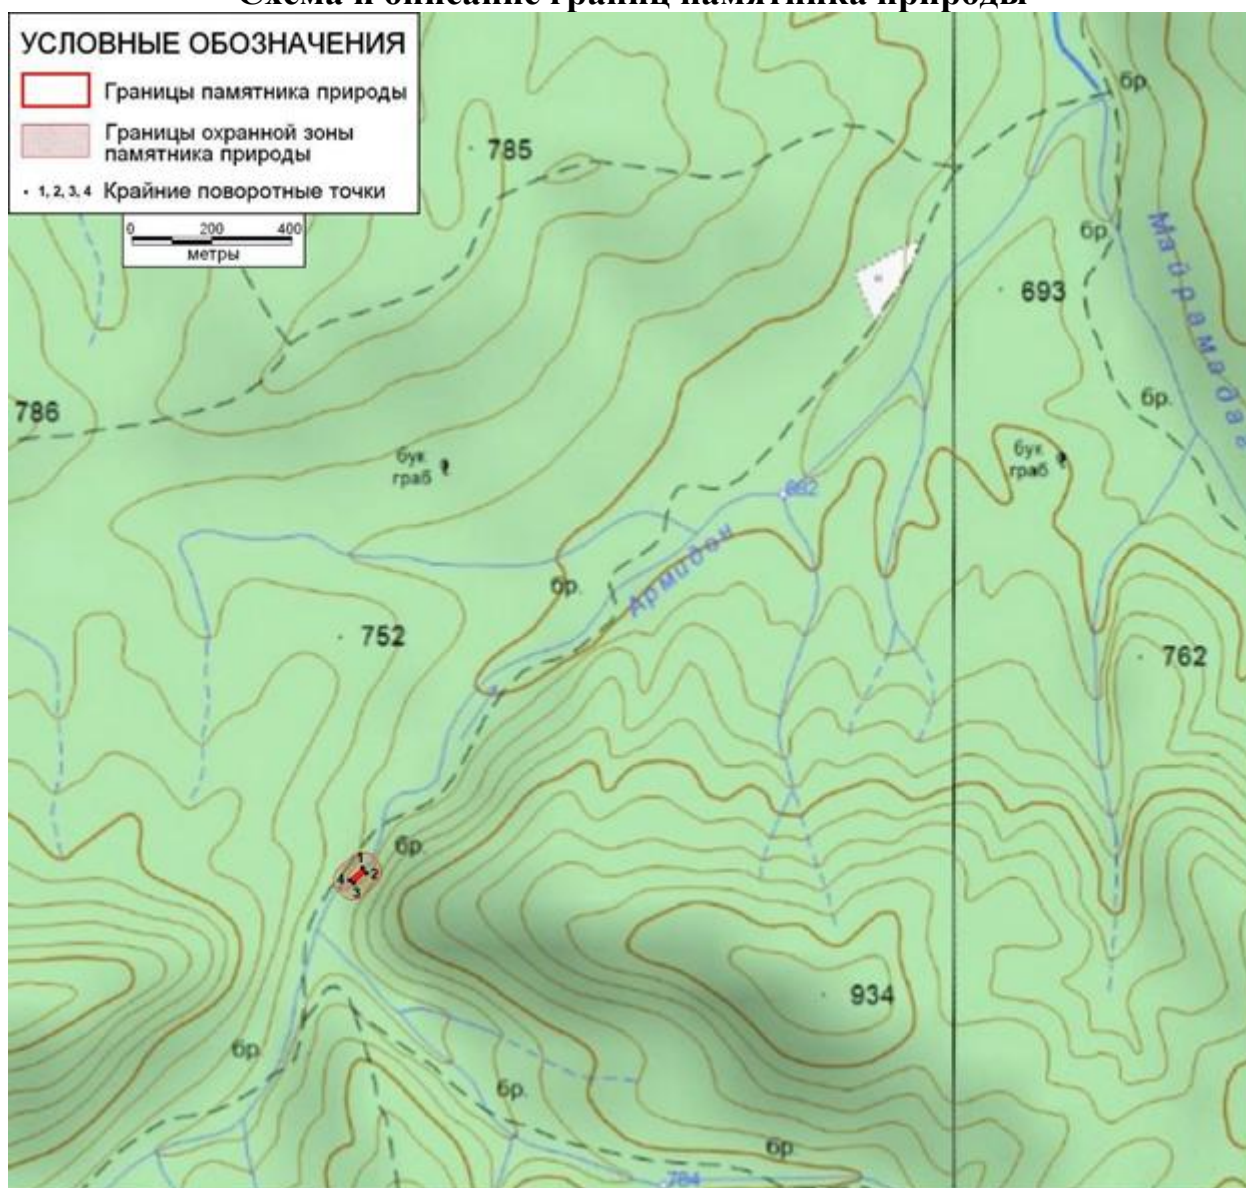 Схема и описание границ памятника природы
УСЛОВНЫЕ ОБОЗНАЧЕНИЯ
Границы памятника природы
Границы охранной зоны
памятника природы
· 1, 2, 3, 4 Крайние поворотные точки
0 200 400
метры
бр.
785
бр.
Майрамада
693
786
бр.
бук
граб
бук
граб
692
Армидон
бр.
752
762
бр.
1
2
4
3
934
бр.
бр.
бр.
784